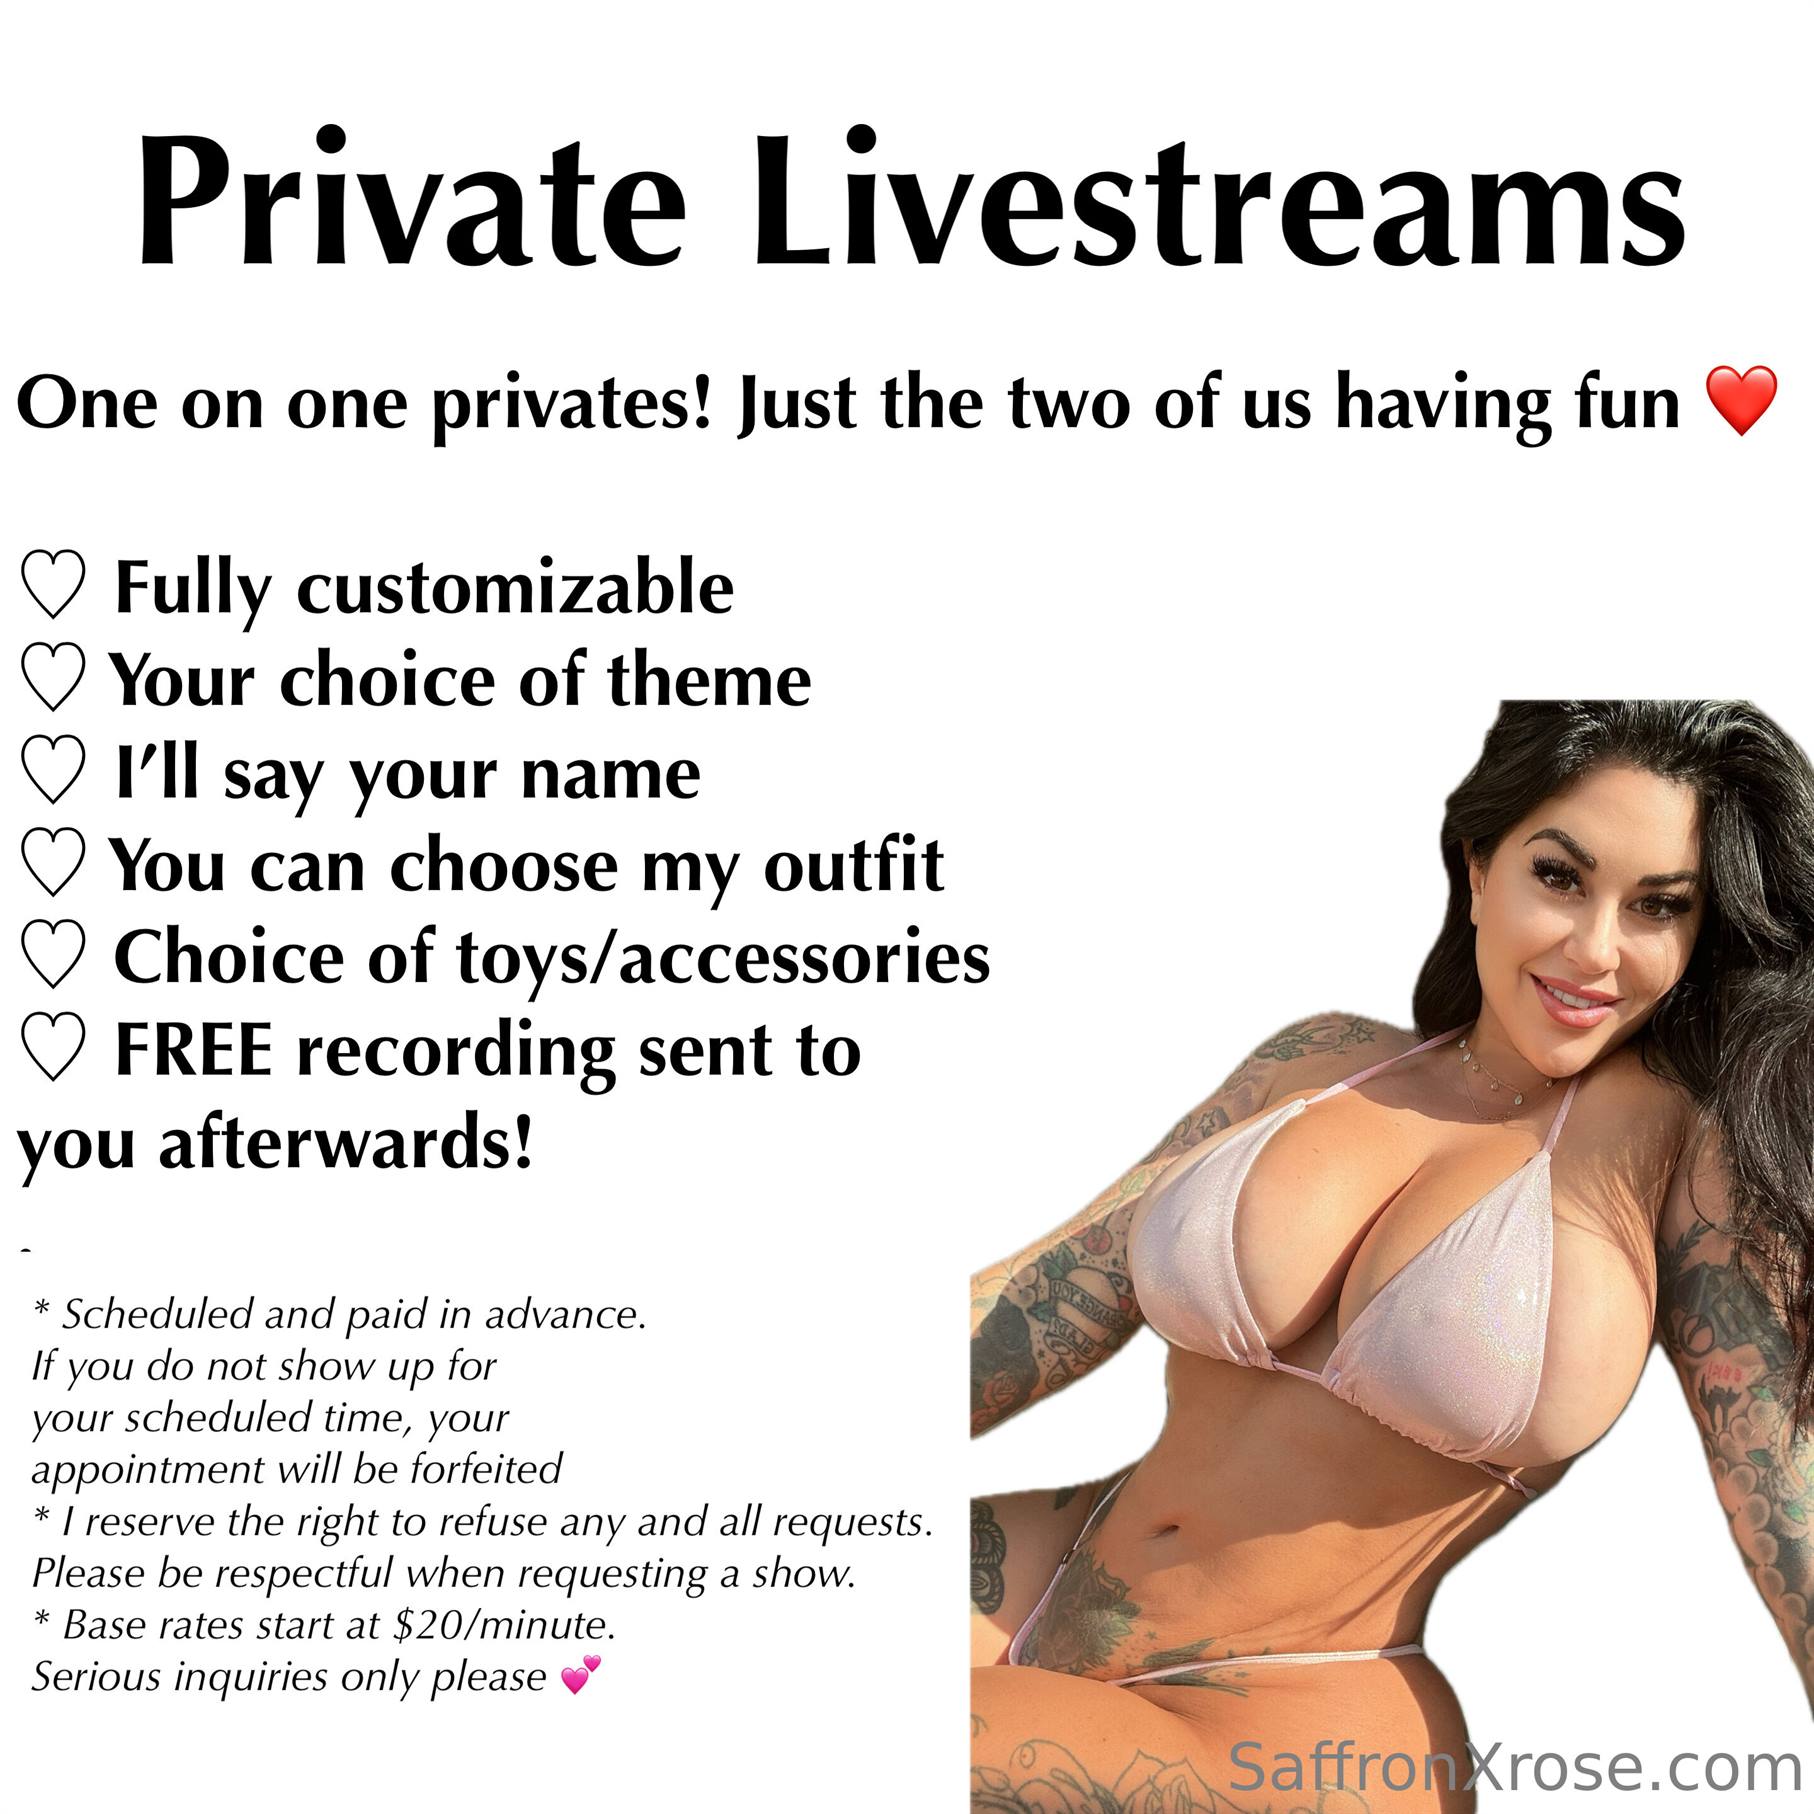 Private Livestreams
One on one privates! Just the two of us having fun ❤️
♡ Fully customizable
♡ Your choice of theme
♡ I’ll say your name
♡ You can choose my outfit
♡ Choice of toys/accessories
♡ FREE recording sent to
you afterwards!
* Scheduled and paid in advance.
If you do not show up for
your scheduled time, your
appointment will be forfeited
* I reserve the right to refuse any and all requests.
Please be respectful when requesting a show.
* Base rates start at $20/minute.
Serious inquiries only please 💕
SaffronXrose.com